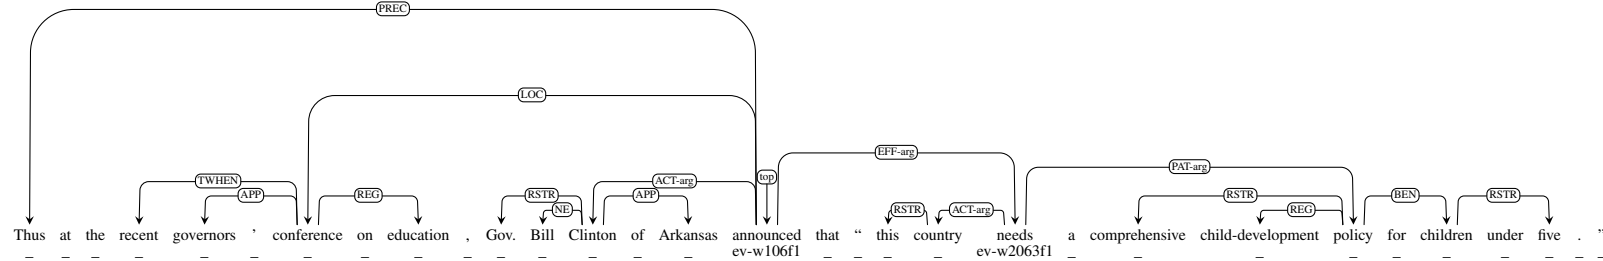 PREC
LOC
EFF-arg
top PAT-arg
TWHEN ACT-arg
APP REG RSTR APP RSTR BEN RSTR
NE RSTR ACT-arg REG
Thus at the recent governors ’ conference on education , Gov. Bill Clinton of Arkansas announced that “ this country needs a comprehensive child-development policy for children under five . ”
_ _ _ _ _ _ _ _ _ _ _ _ _ _ _ ev-w106f1 _ _ _ _ ev-w2063f1 _ _ _ _ _ _ _ _ _ _